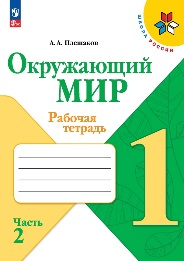 ШКОЛА РОССИИ
А. А. Плешаков
Окружающий
МИР
Рабочая
тетрадь
1
Часть
2